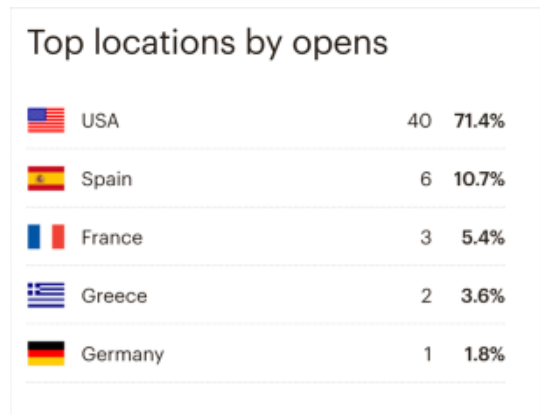 Top locations by opens
USA 40 71.4%
Spain 6 10.7%
France 3 5.4%
Greece 2 3.6%
Germany 1 1.8%